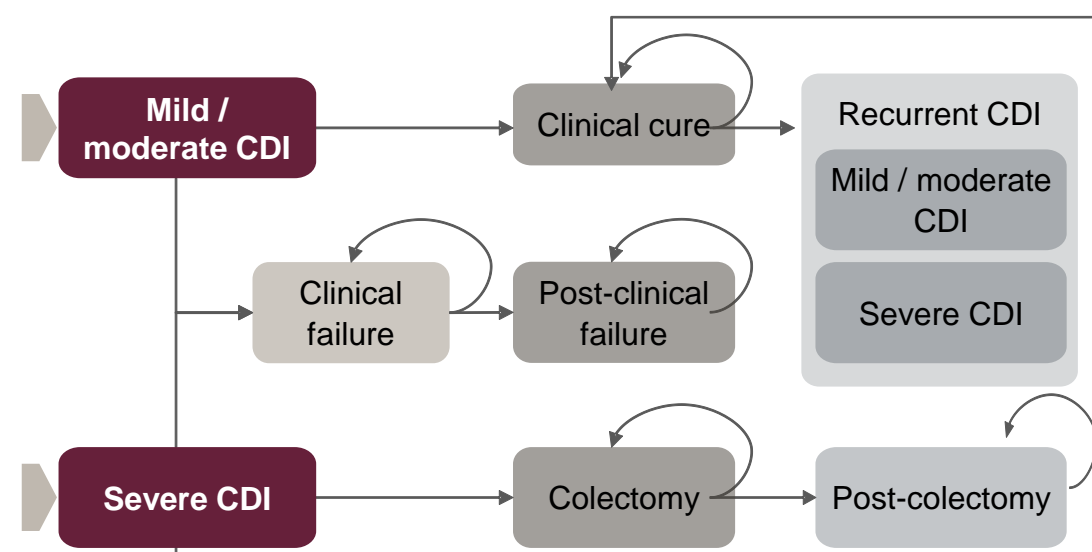 Mild /
moderate CDI
Clinical cure
Recurrent CDI
Mild / moderate
CDI
Severe CDI
Clinical
failure
Post-clinical
failure
Severe CDI
Colectomy
Post-colectomy